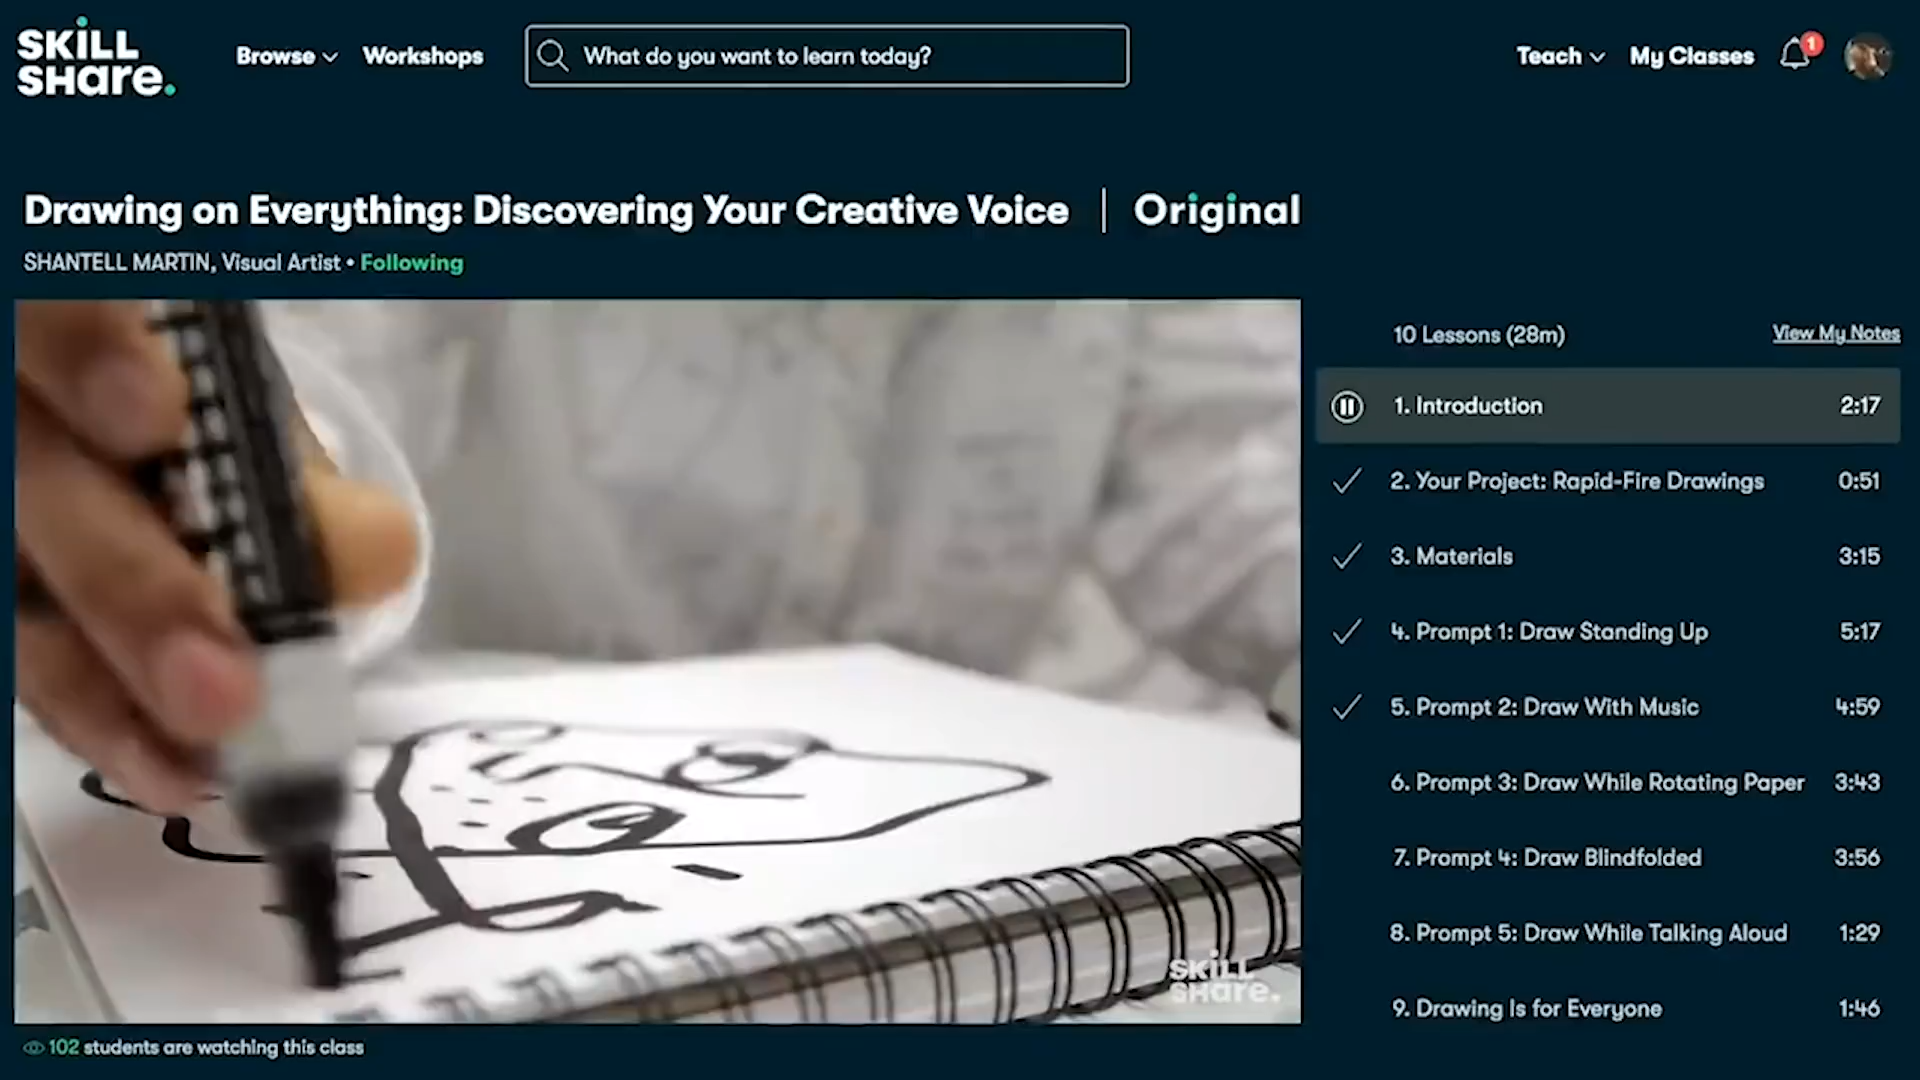 SKILL
SHare.
Browse
Workshops
What do you want to learn today?
Teach
My Classes
1
Drawing on Everything: Discovering Your Creative Voice | Original
SHANTELL MARTIN, Visual Artist • Following
10 Lessons (28m)
View My Notes
1. Introduction 2:17
2. Your Project: Rapid-Fire Drawings 0:51
3. Materials 3:15
4. Prompt 1: Draw Standing Up 5:17
5. Prompt 2: Draw With Music 4:59
6. Prompt 3: Draw While Rotating Paper 3:43
7. Prompt 4: Draw Blindfolded 3:56
8. Prompt 5: Draw While Talking Aloud 1:29
9. Drawing Is for Everyone 1:46
SKILL
SHare.
102 students are watching this class